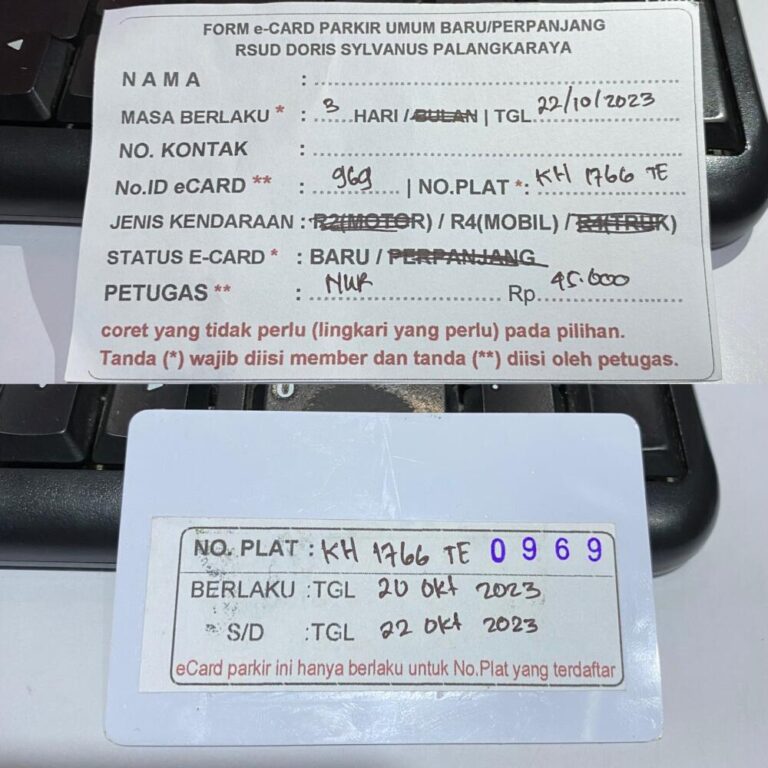 FORM e-CARD PARKIR UMUM BARU/PERPANJANG
RSUD DORIS SYLVANUS PALANGKARAYA
NAMA :
MASA BERLAKU * : 3 HARI / BULAN | TGL 22/10/2023
NO. KONTAK :
No.ID eCARD ** : 969 | NO.PLAT *: KH 1766 TE
JENIS KENDARAAN : R2(MOTOR) / R4(MOBIL) / R4(TRUK)
STATUS E-CARD * : BARU / PERPANJANG
PETUGAS ** : NUR Rp. 45.000
coret yang tidak perlu (lingkari yang perlu) pada pilihan.
Tanda (*) wajib diisi member dan tanda (**) diisi oleh petugas.
NO. PLAT : KH 1766 TE 0969
BERLAKU :TGL 20 Okt 2023
S/D :TGL 22 Okt 2023
eCard parkir ini hanya berlaku untuk No.Plat yang terdaftar